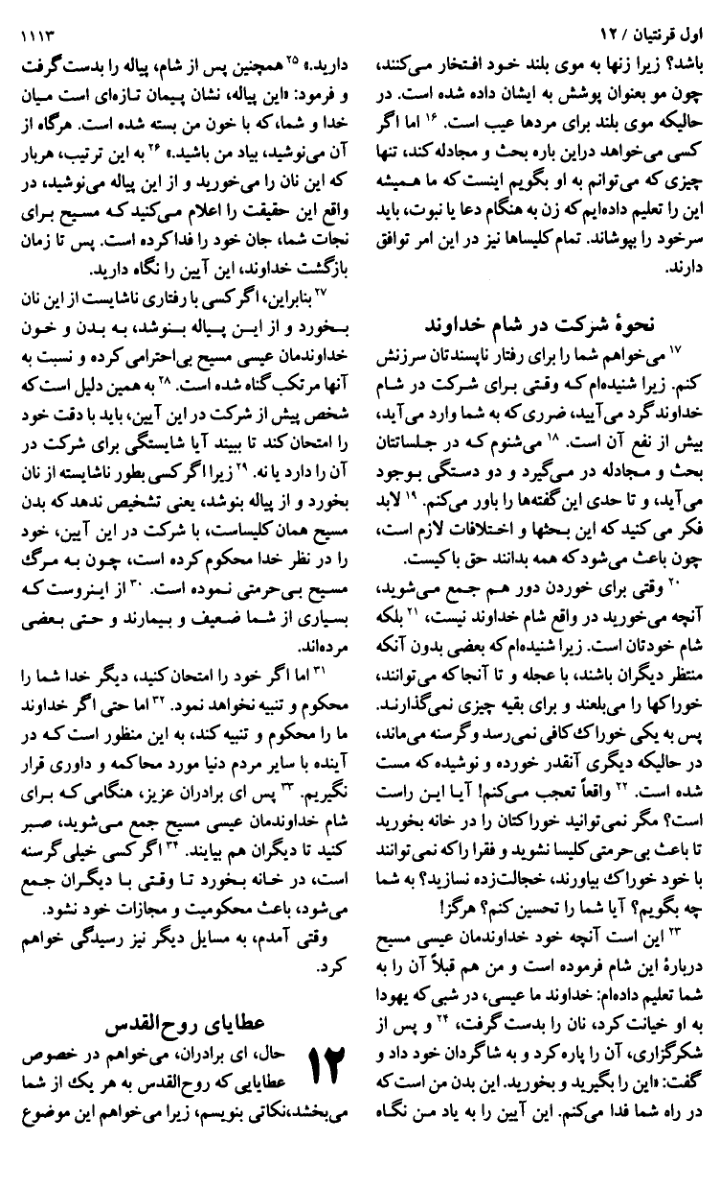 اول قرنتیان / ۱۲
۱۱۱۳
باشد؟ زیرا زنها به موی بلند خود افتخار می‌کنند،
چون مو بعنوان پوشش به ایشان داده شده است. در
حالیکه موی بلند برای مردها عیب است. ۱۶ اما اگر
کسی می‌خواهد دراین باره بحث و مجادله کند، تنها
چیزی که می‌توانم به او بگویم اینست که ما همیشه
این را تعلیم داده‌ایم که زن به هنگام دعا یا نبوت، باید
سرخود را بپوشاند. تمام کلیساها نیز در این امر توافق
دارند.
نحوهٔ شرکت در شام خداوند
۱۷ می‌خواهم شما را برای رفتار ناپسندتان سرزنش
کنم. زیرا شنیده‌ام که وقتی برای شرکت در شام
خداوند گرد می‌آیید، ضرری که به شما وارد می‌آید،
بیش از نفع آن است. ۱۸ می‌شنوم که در جلساتتان
بحث و مجادله در می‌گیرد و دو دستگی بوجود
می‌آید، و تا حدی این گفته‌ها را باور می‌کنم. ۱۹ لابد
فکر می‌کنید که این بحثها و اختلافات لازم است،
چون باعث می‌شود که همه بدانند حق با کیست.
۲۰ وقتی برای خوردن دور هم جمع می‌شوید،
آنچه می‌خورید در واقع شام خداوند نیست، ۲۱ بلکه
شام خودتان است. زیرا شنیده‌ام که بعضی بدون آنکه
منتظر دیگران باشند، با عجله و تا آنجا که می‌توانند،
خوراکها را می‌بلعند و برای بقیه چیزی نمی‌گذارند.
پس به یکی خوراک کافی نمی‌رسد و گرسنه می‌ماند،
در حالیکه دیگری آنقدر خورده و نوشیده که مست
شده است. ۲۲ واقعاً تعجب می‌کنم! آیا این راست
است؟ مگر نمی‌توانید خوراکتان را در خانه بخورید
تا باعث بی‌حرمتی کلیسا نشوید و فقرا را که نمی‌توانند
با خود خوراک بیاورند، خجالت‌زده نسازید؟ به شما
چه بگویم؟ آیا شما را تحسین کنم؟ هرگز!
۲۳ این است آنچه خود خداوندمان عیسی مسیح
دربارهٔ این شام فرموده است و من هم قبلاً آن را به
شما تعلیم داده‌ام: خداوند ما عیسی، در شبی که یهودا
به او خیانت کرد، نان را بدست گرفت، ۲۴ و پس از
شکرگزاری، آن را پاره کرد و به شاگردان خود داد و
گفت: «این را بگیرید و بخورید. این بدن من است که
در راه شما فدا می‌کنم. این آیین را به یاد من نگاه
دارید.» ۲۵ همچنین پس از شام، پیاله را بدست گرفت
و فرمود: «این پیاله، نشان پیمان تازه‌ای است میان
خدا و شما، که با خون من بسته شده است. هرگاه از
آن می‌نوشید، بیاد من باشید.» ۲۶ به این ترتیب، هربار
که این نان را می‌خورید و از این پیاله می‌نوشید، در
واقع این حقیقت را اعلام می‌کنید که مسیح برای
نجات شما، جان خود را فدا کرده است. پس تا زمان
بازگشت خداوند، این آیین را نگاه دارید.
۲۷ بنابراین، اگر کسی با رفتاری ناشایست از این نان
بخورد و از این پیاله بنوشد، به بدن و خون
خداوندمان عیسی مسیح بی‌احترامی کرده و نسبت به
آنها مرتکب گناه شده است. ۲۸ به همین دلیل است که
شخص پیش از شرکت در این آیین، باید با دقت خود
را امتحان کند تا ببیند آیا شایستگی برای شرکت در
آن را دارد یا نه. ۲۹ زیرا اگر کسی بطور ناشایسته از نان
بخورد و از پیاله بنوشد، یعنی تشخیص ندهد که بدن
مسیح همان کلیساست، با شرکت در این آیین، خود
را در نظر خدا محکوم کرده است، چون به مرگ
مسیح بی‌حرمتی نموده است. ۳۰ از اینروست که
بسیاری از شما ضعیف و بیمارند و حتی بعضی
مرده‌اند.
۳۱ اما اگر خود را امتحان کنید، دیگر خدا شما را
محکوم و تنبیه نخواهد نمود. ۳۲ اما حتی اگر خداوند
ما را محکوم و تنبیه کند، به این منظور است که در
آینده با سایر مردم دنیا مورد محاکمه و داوری قرار
نگیریم. ۳۳ پس ای برادران عزیز، هنگامی که برای
شام خداوندمان عیسی مسیح جمع می‌شوید، صبر
کنید تا دیگران هم بیایند. ۳۴ اگر کسی خیلی گرسنه
است، در خانه بخورد تا وقتی با دیگران جمع
می‌شود، باعث محکومیت و مجازات خود نشود.
وقتی آمدم، به مسایل دیگر نیز رسیدگی خواهم
کرد.
عطایای روح‌القدس
۱۲ حال، ای برادران، می‌خواهم در خصوص
عطایایی که روح‌القدس به هر یک از شما
می‌بخشد،نکاتی بنویسم، زیرا می‌خواهم این موضوع